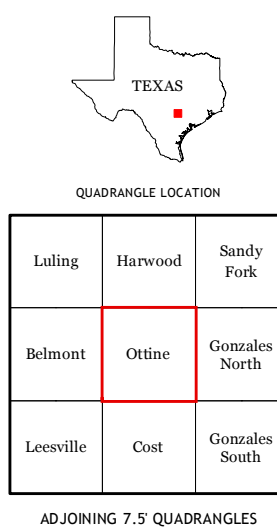 TEXAS
QUADRANGLE LOCATION
Luling
Harwood
Sandy
Fork
Belmont
Ottine
Gonzales
North
Leesville
Cost
Gonzales
South
ADJOINING 7.5' QUADRANGLES